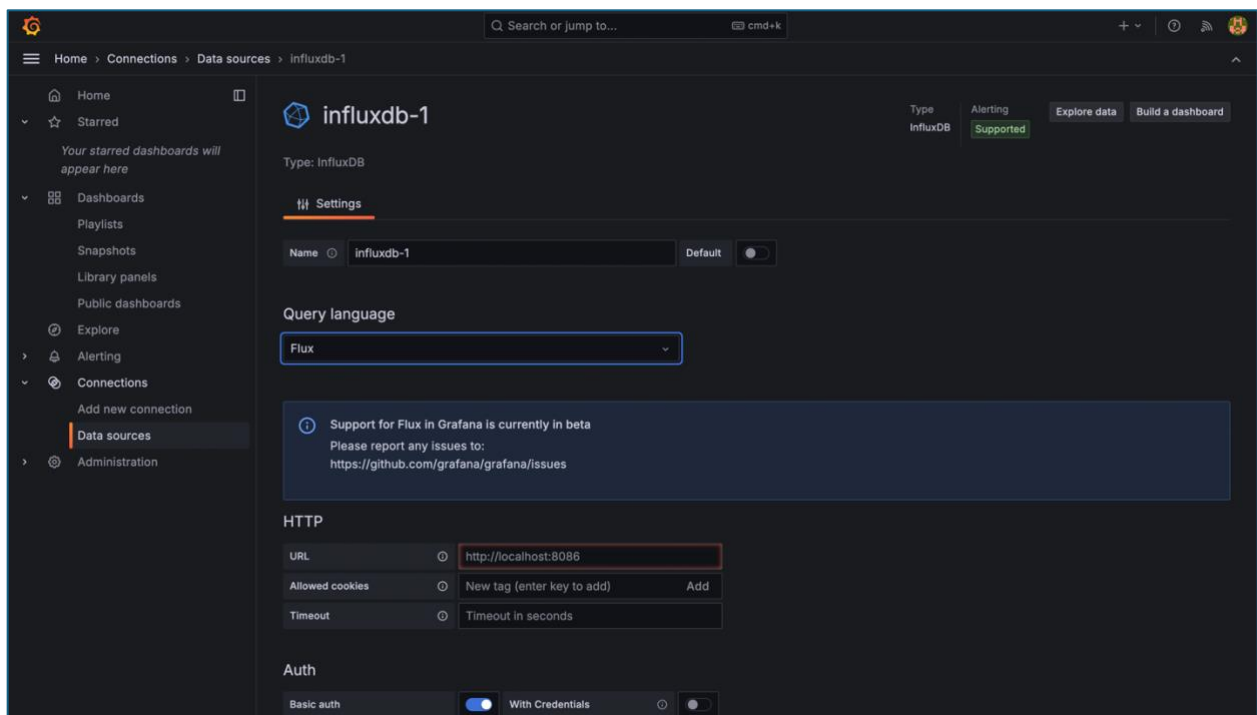 Search or jump to... cmd+k
Home > Connections > Data sources > influxdb-1
Home
Starred
Your starred dashboards will
appear here
Dashboards
Playlists
Snapshots
Library panels
Public dashboards
Explore
Alerting
Connections
Add new connection
Data sources
Administration
influxdb-1
Type: InfluxDB
Type
InfluxDB
Alerting
Supported
Explore data
Build a dashboard
Settings
Name influxdb-1 Default
Query language
Flux
Support for Flux in Grafana is currently in beta
Please report any issues to:
https://github.com/grafana/grafana/issues
HTTP
URL http://localhost:8086
Allowed cookies New tag (enter key to add) Add
Timeout Timeout in seconds
Auth
Basic auth With Credentials